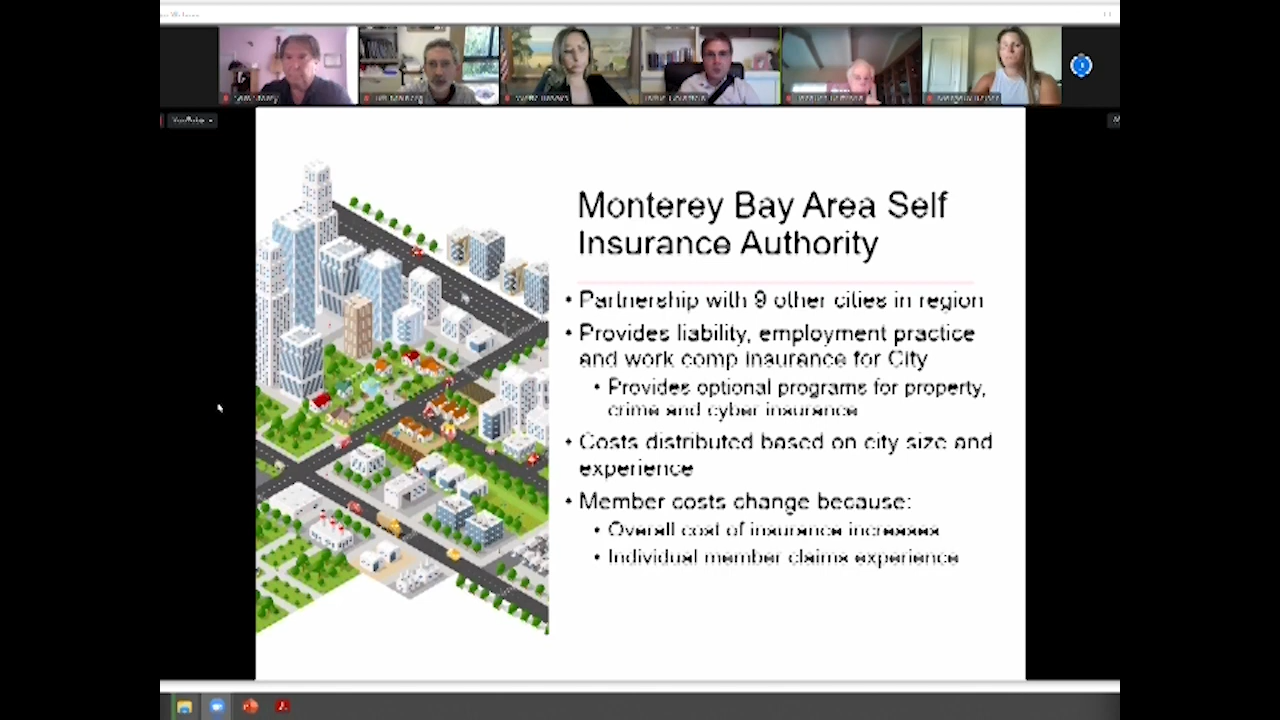 Monterey Bay Area Self
Insurance Authority
• Partnership with 9 other cities in region
• Provides liability, employment practice
and work comp insurance for City
• Provides optional programs for property,
crime and cyber insurance
• Costs distributed based on city size and
experience
• Member costs change because:
• Overall cost of insurance increases
• Individual member claims experience